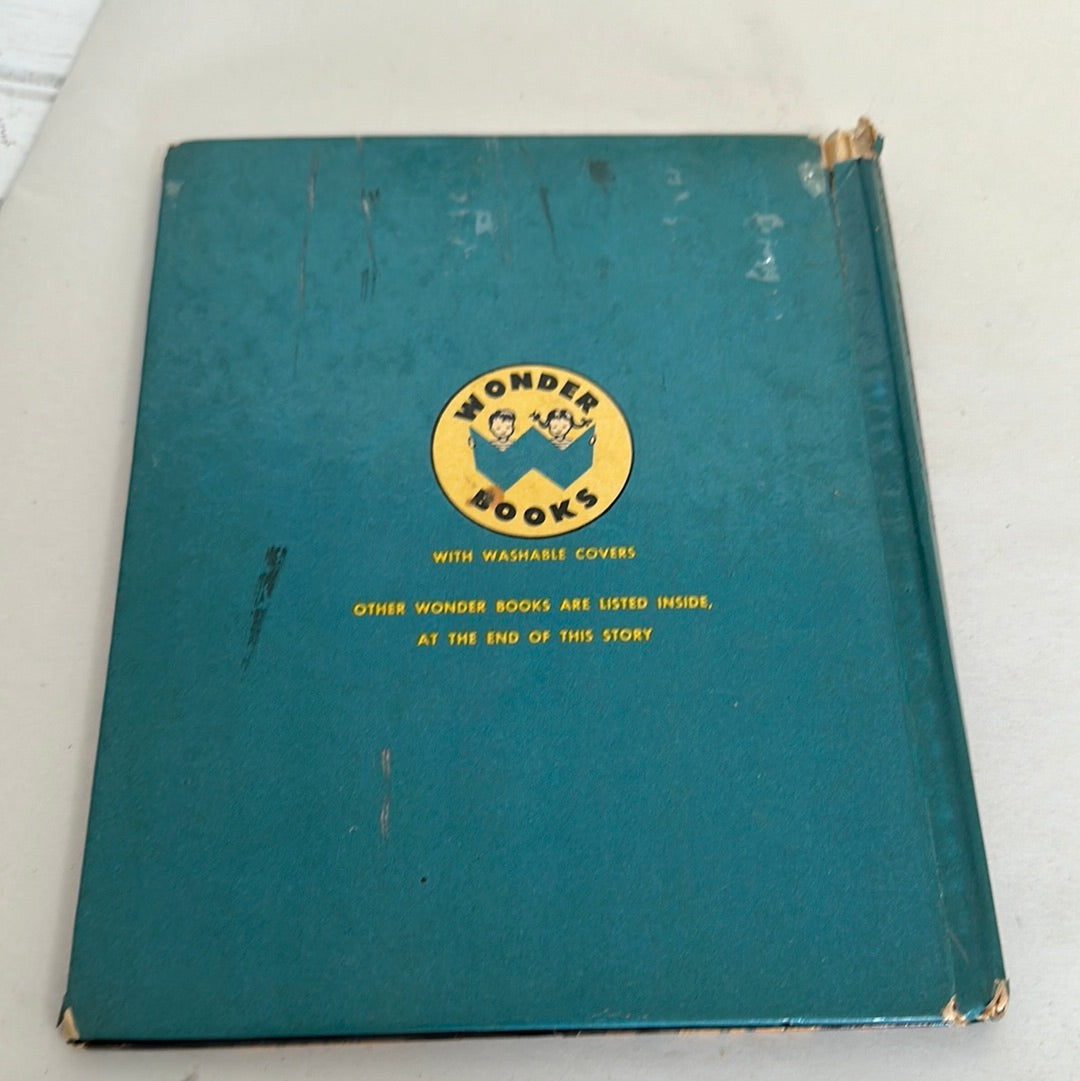 WONDER
BOOKS
WITH WASHABLE COVERS
OTHER WONDER BOOKS ARE LISTED INSIDE,
AT THE END OF THIS STORY